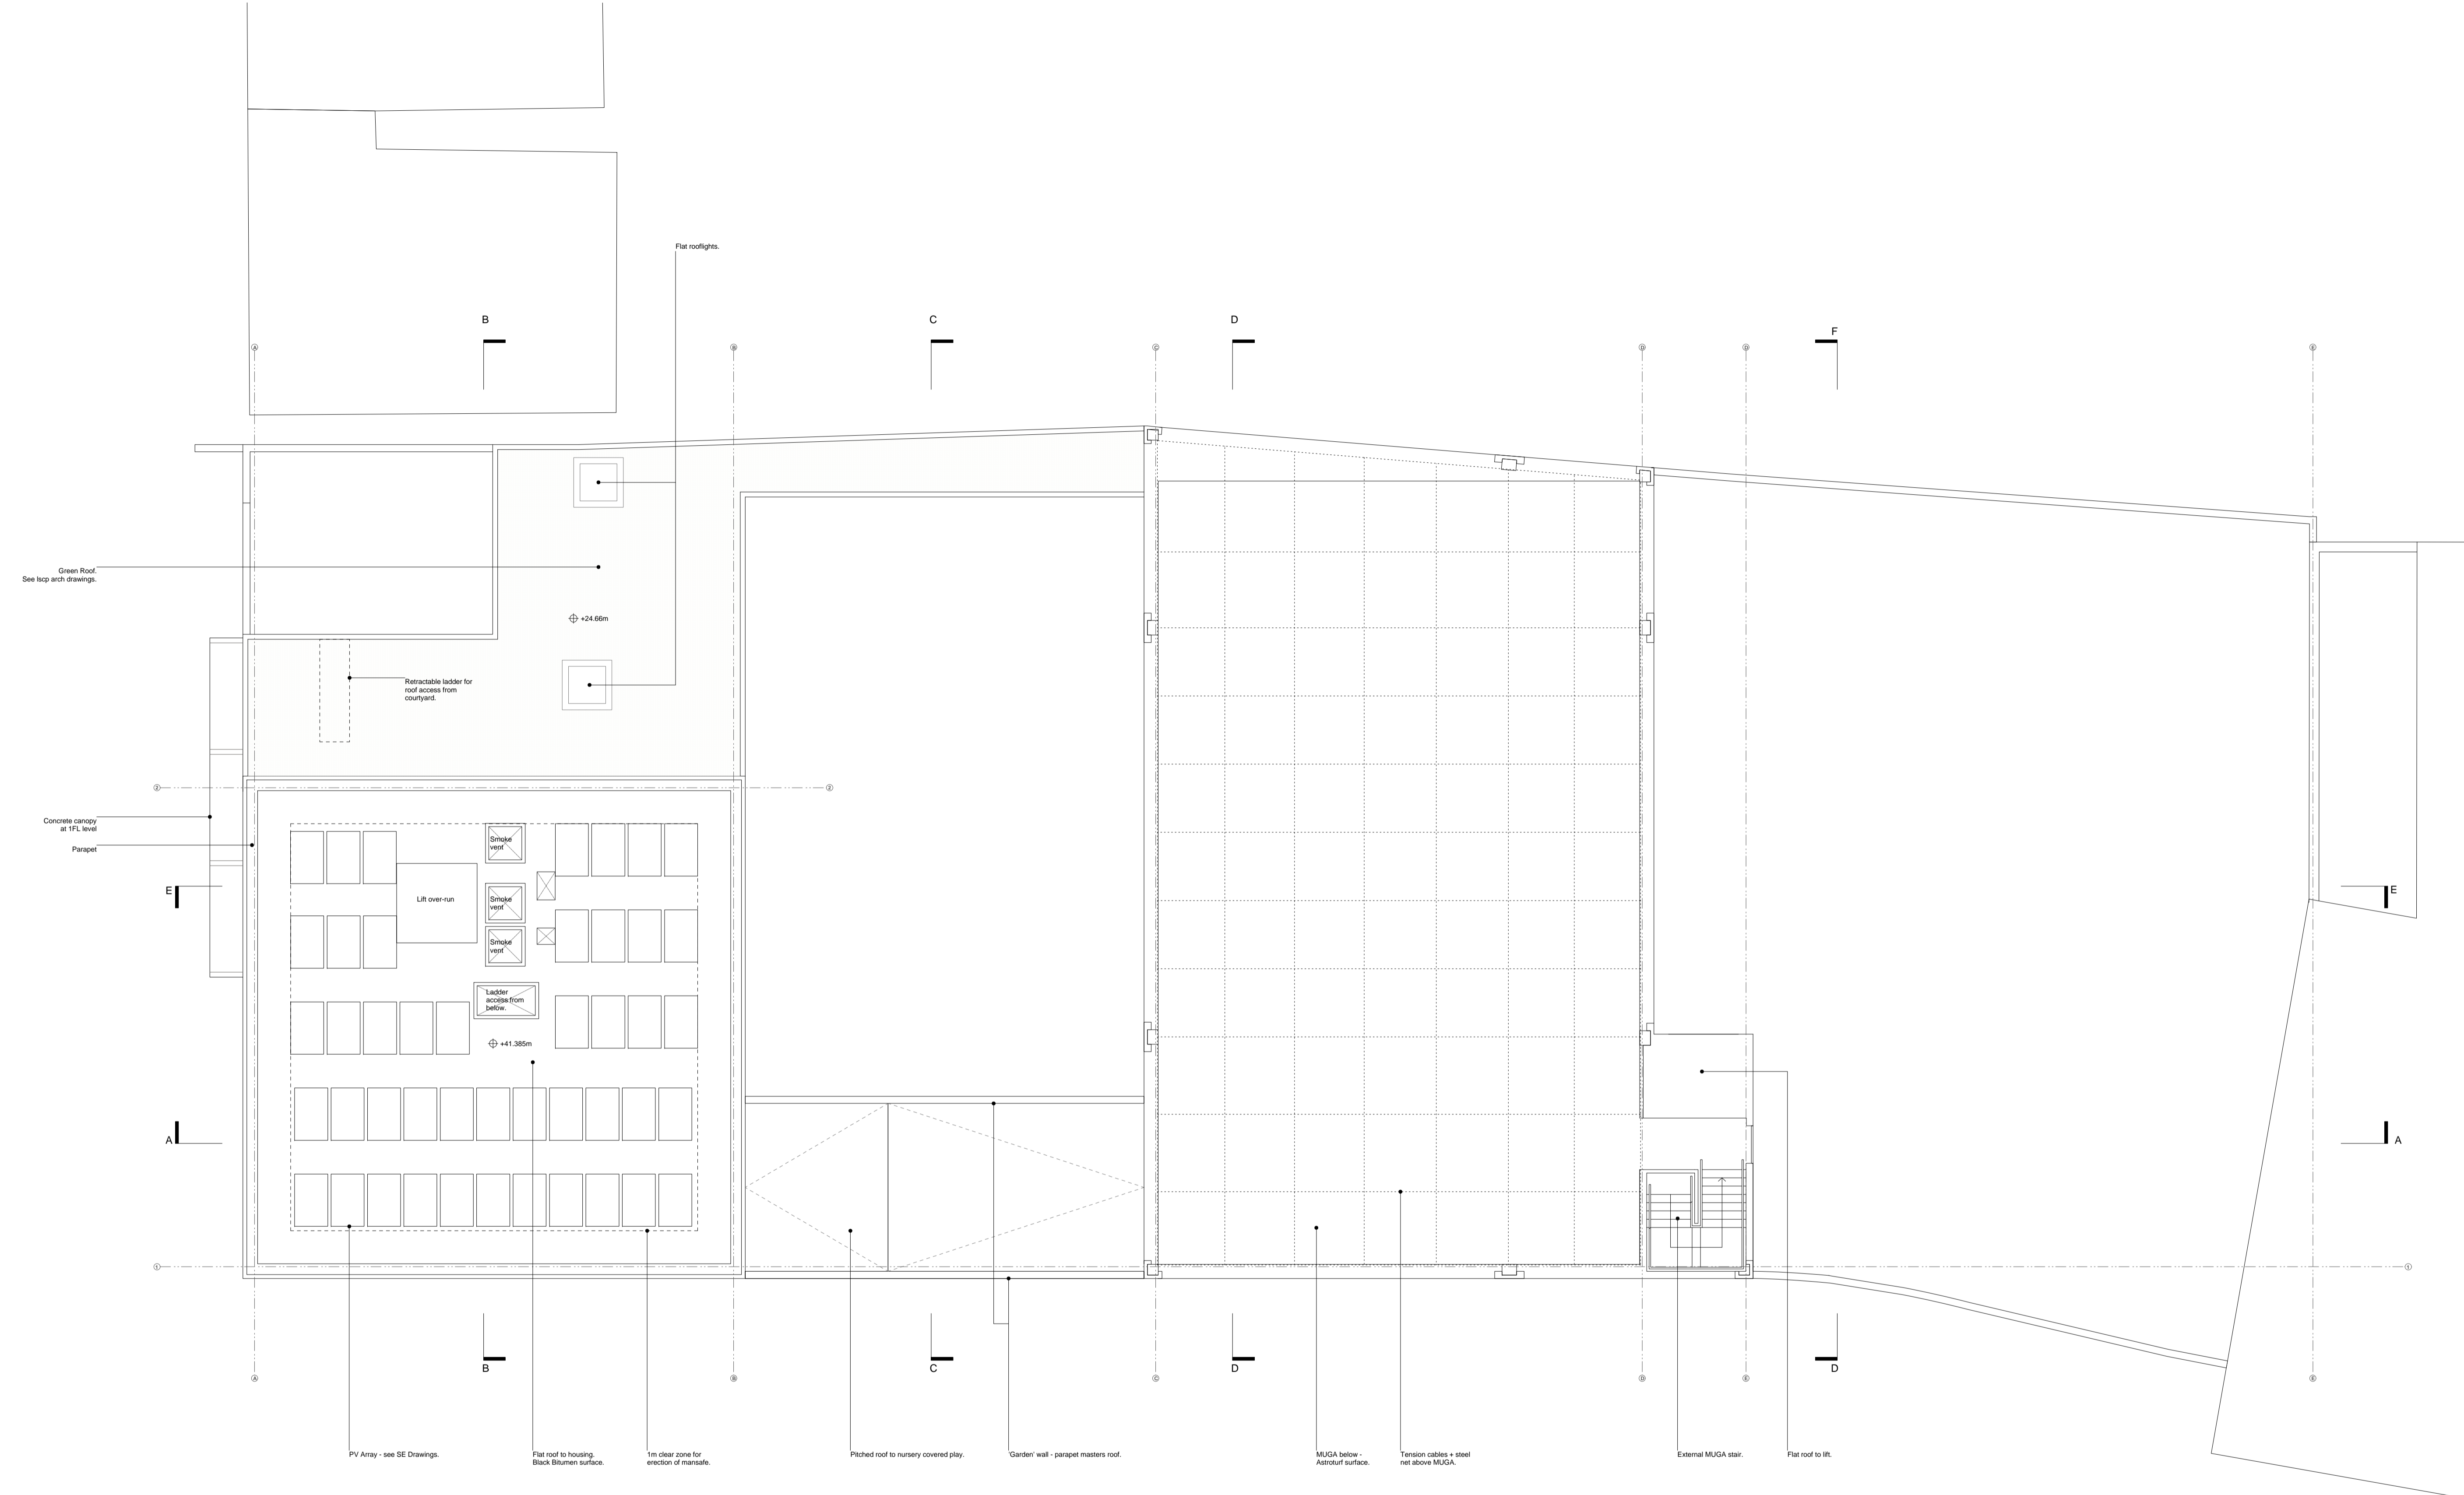 Flat rooflights.
B
C
D
F
A
B
C
D
D
E
Green Roof.
See lscp arch drawings.
+24.66m
Retractable ladder for
roof access from
courtyard.
2
2
Concrete canopy
at 1FL level
Parapet
Smoke
vent
E
Lift over-run
Smoke
vent
E
Smoke
vent
Ladder
access from
below.
+41.385m
A
A
1
1
B
C
D
D
A
B
C
D
E
E
PV Array - see SE Drawings.
Flat roof to housing.
Black Bitumen surface.
1m clear zone for
erection of mansafe.
Pitched roof to nursery covered play.
'Garden' wall - parapet masters roof.
MUGA below -
Astroturf surface.
Tension cables + steel
net above MUGA.
External MUGA stair.
Flat roof to lift.